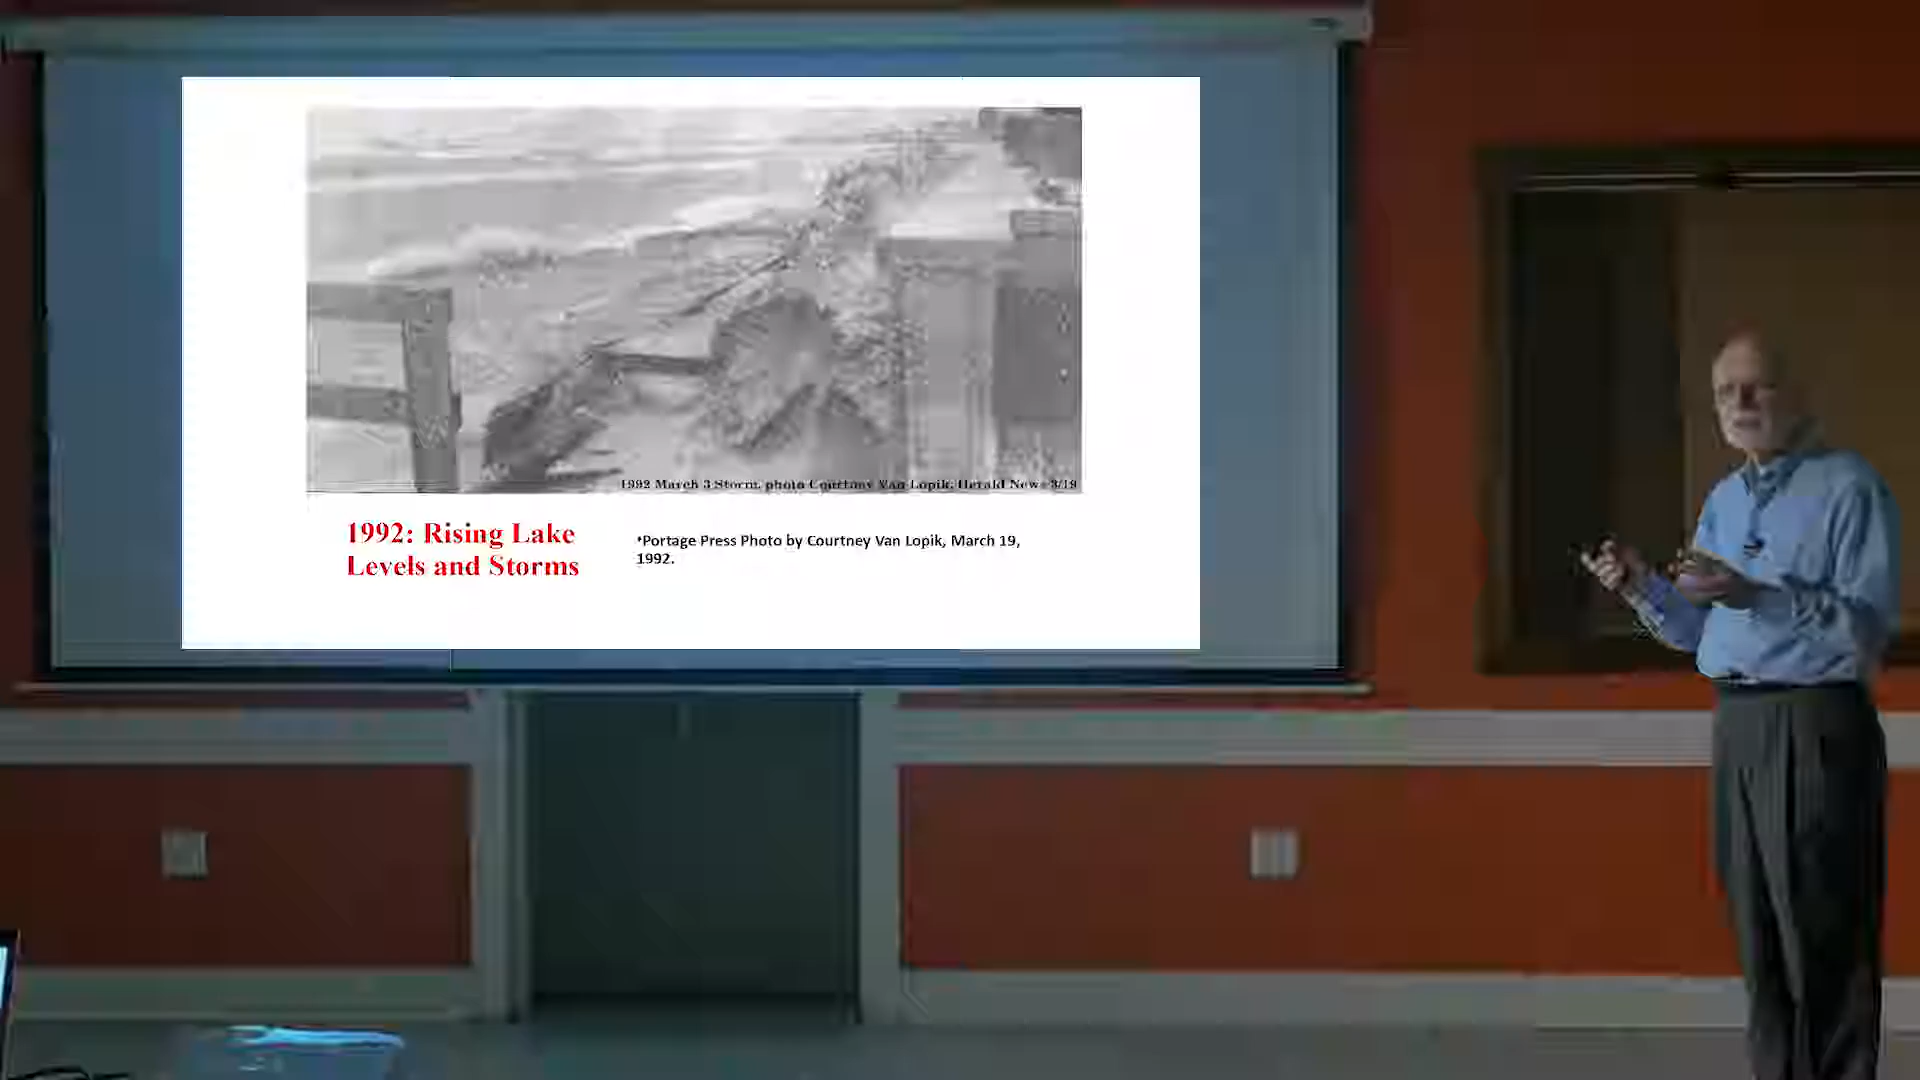 1992 March 3 Storm, photo Courtney Van Lopik, Herald News 3/19
1992: Rising Lake
Levels and Storms
•Portage Press Photo by Courtney Van Lopik, March 19,
1992.